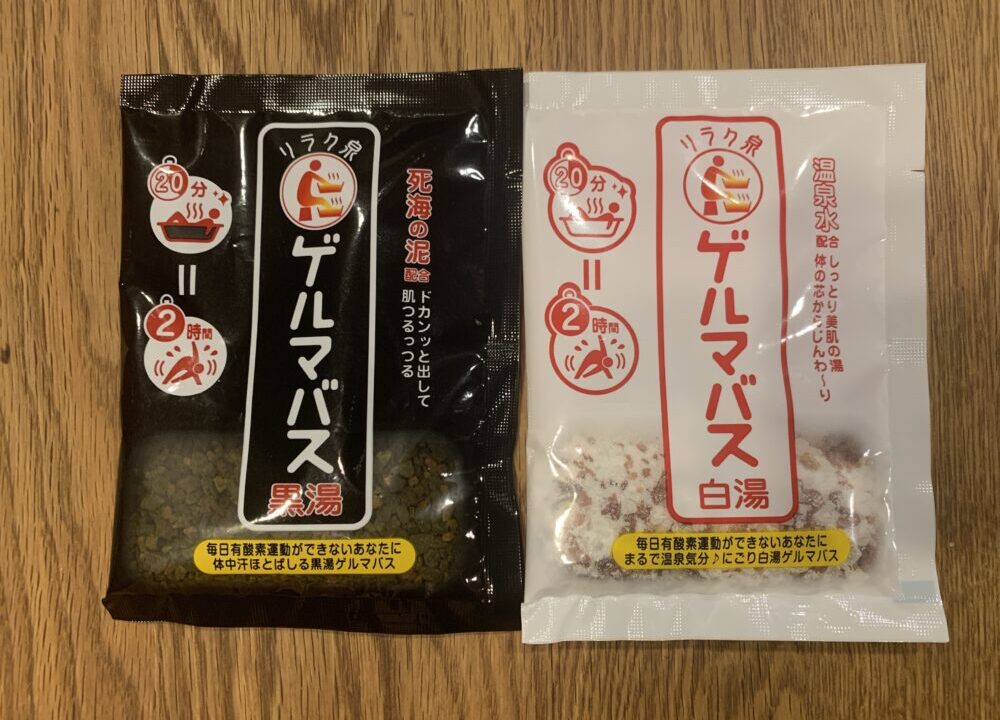 リラク泉
ゲルマバス
黒湯
死海の泥
配合
ドカンッと出して
肌つるっつる
20分
=
2時間
毎日有酸素運動ができないあなたに
体中汗ほとばしる黒湯ゲルマバス
リラク泉
ゲルマバス
白湯
温泉水
配合
しっとり美肌の湯
体の芯からじんわ〜り
20分
=
2時間
毎日有酸素運動ができないあなたに
まるで温泉気分♪にごり白湯ゲルマバス